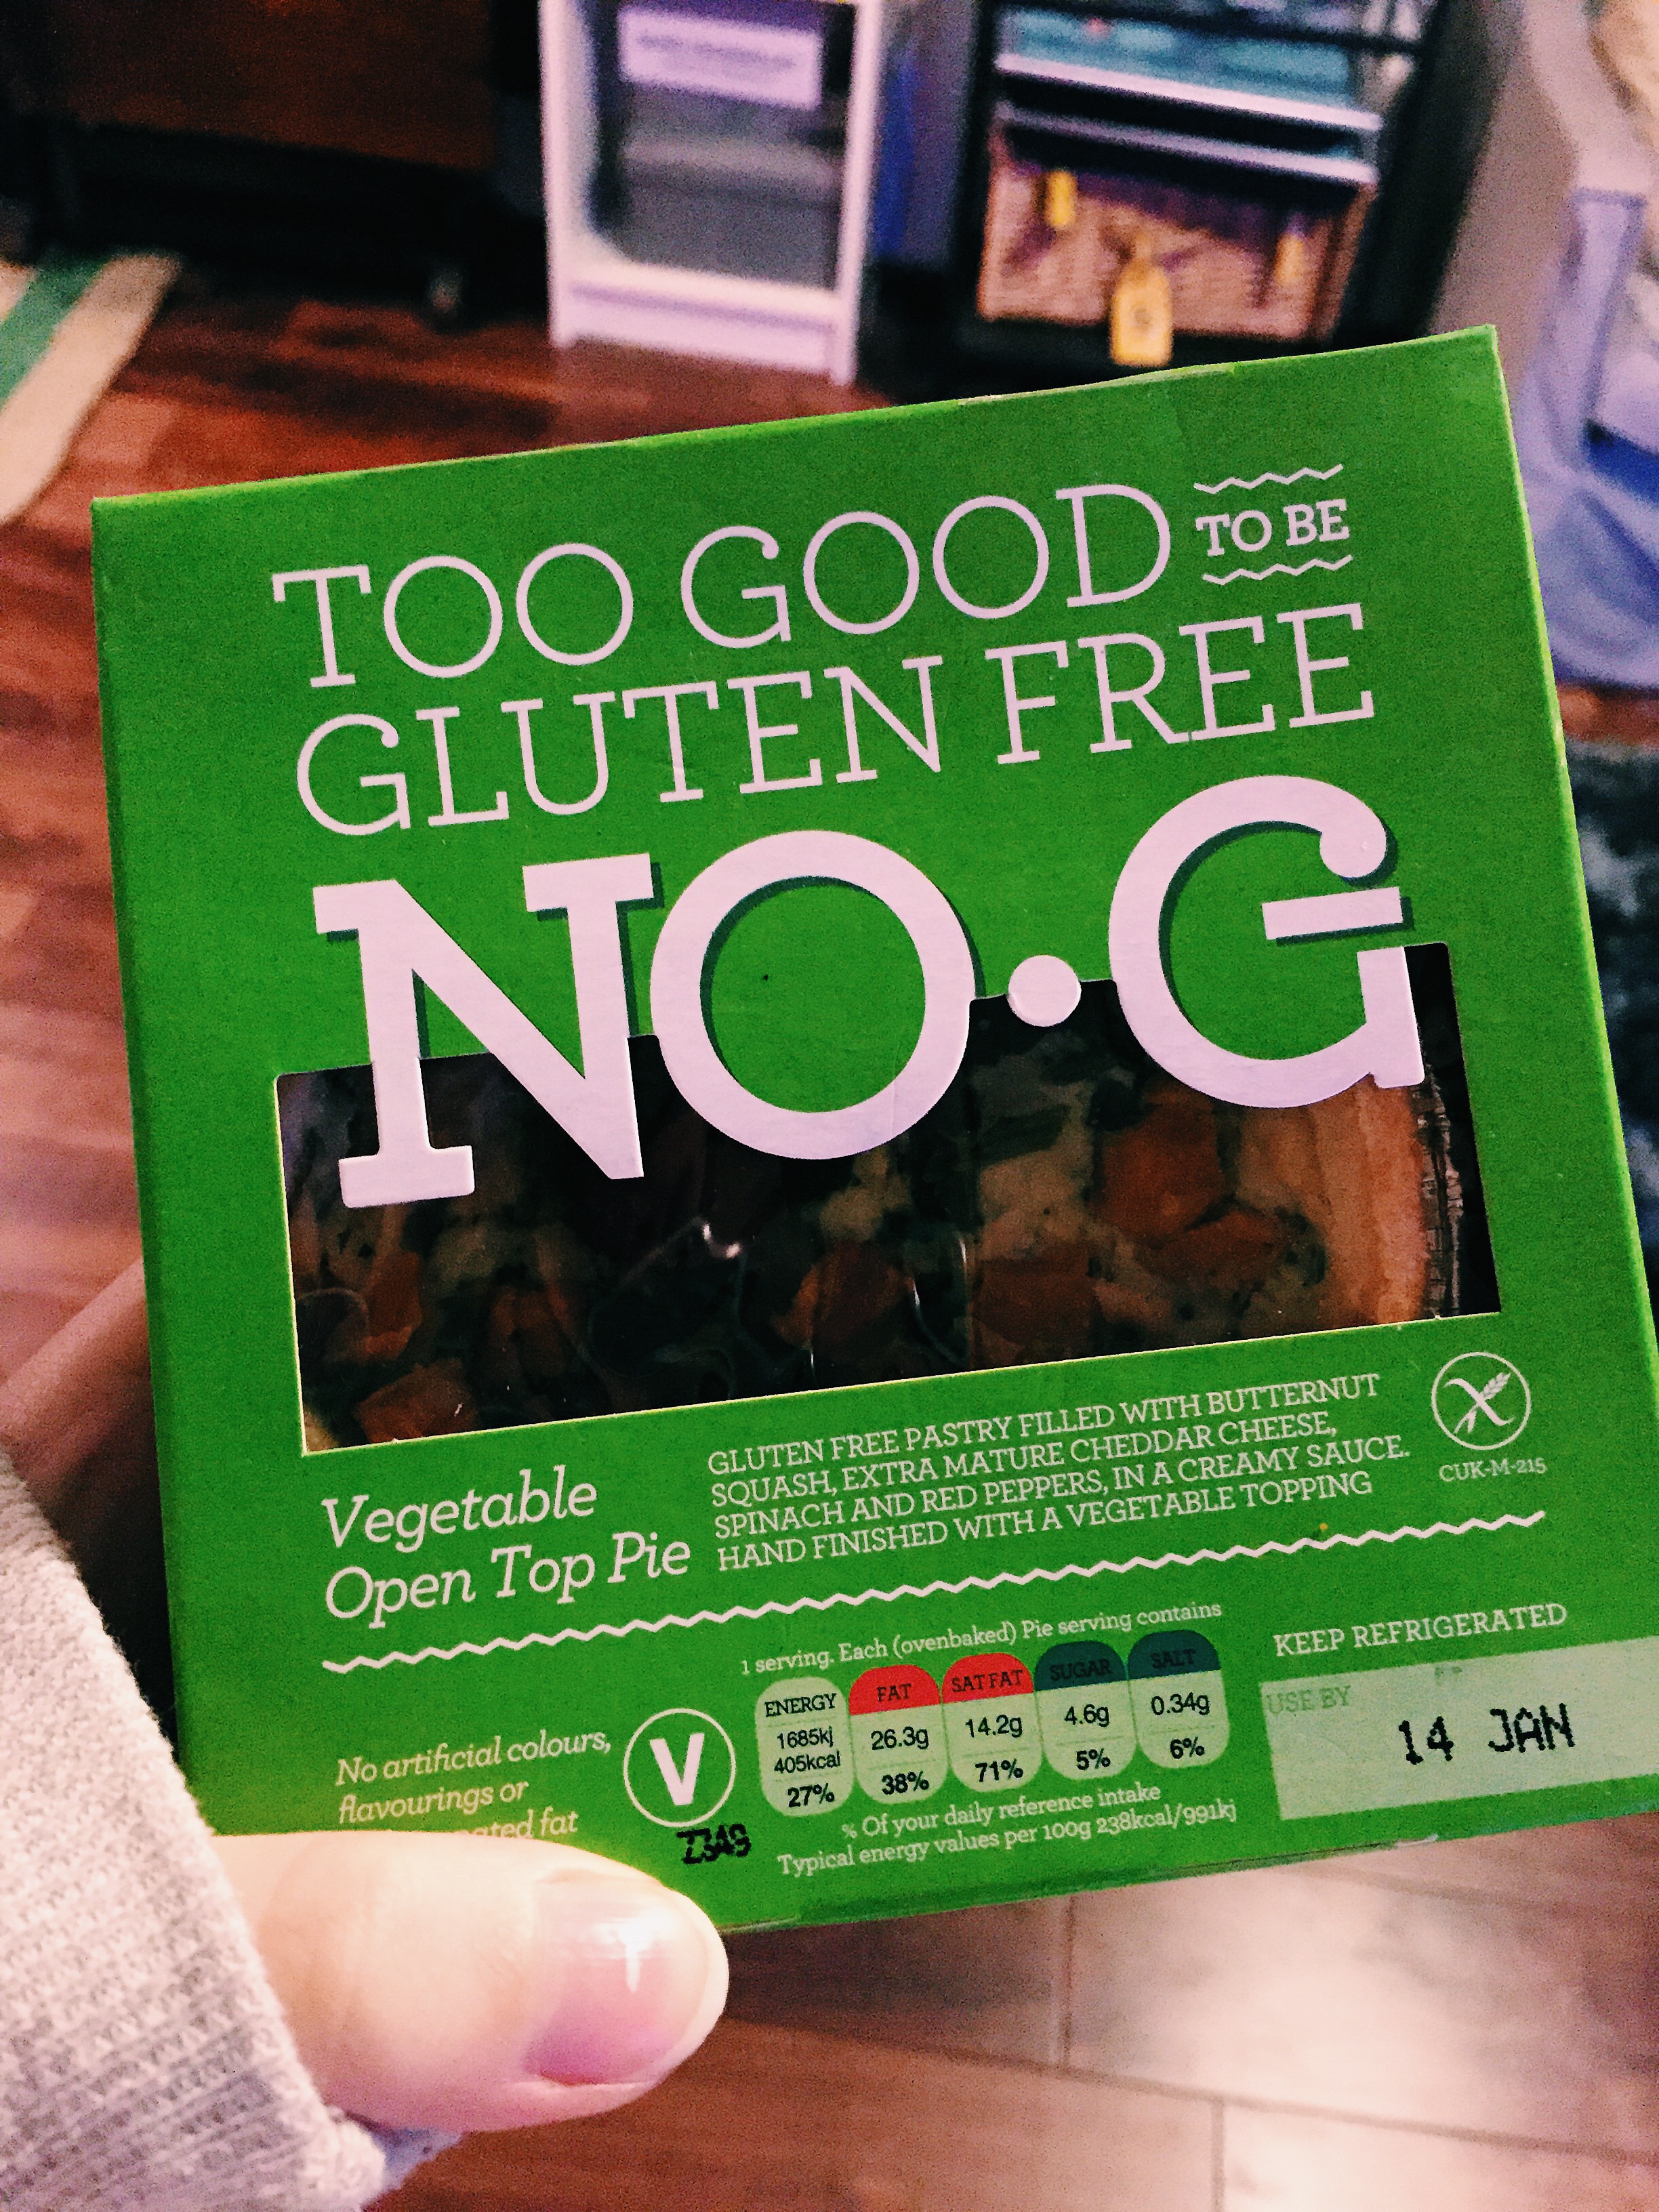 TOO GOOD TO BE
GLUTEN FREE
NO·G
Vegetable
Open Top Pie
GLUTEN FREE PASTRY FILLED WITH BUTTERNUT
SQUASH, EXTRA MATURE CHEDDAR CHEESE,
SPINACH AND RED PEPPERS, IN A CREAMY SAUCE.
HAND FINISHED WITH A VEGETABLE TOPPING
CUK-M-215
No artificial colours,
flavourings or
fat
V
7349
1 serving. Each (ovenbaked) Pie serving contains
ENERGY
1685kj
405kcal
27%
FAT
26.3g
38%
SAT FAT
14.2g
71%
SUGAR
4.6g
5%
SALT
0.34g
6%
% Of your daily reference intake
Typical energy values per 100g 238kcal/991kj
KEEP REFRIGERATED
USE BY
14 JAN